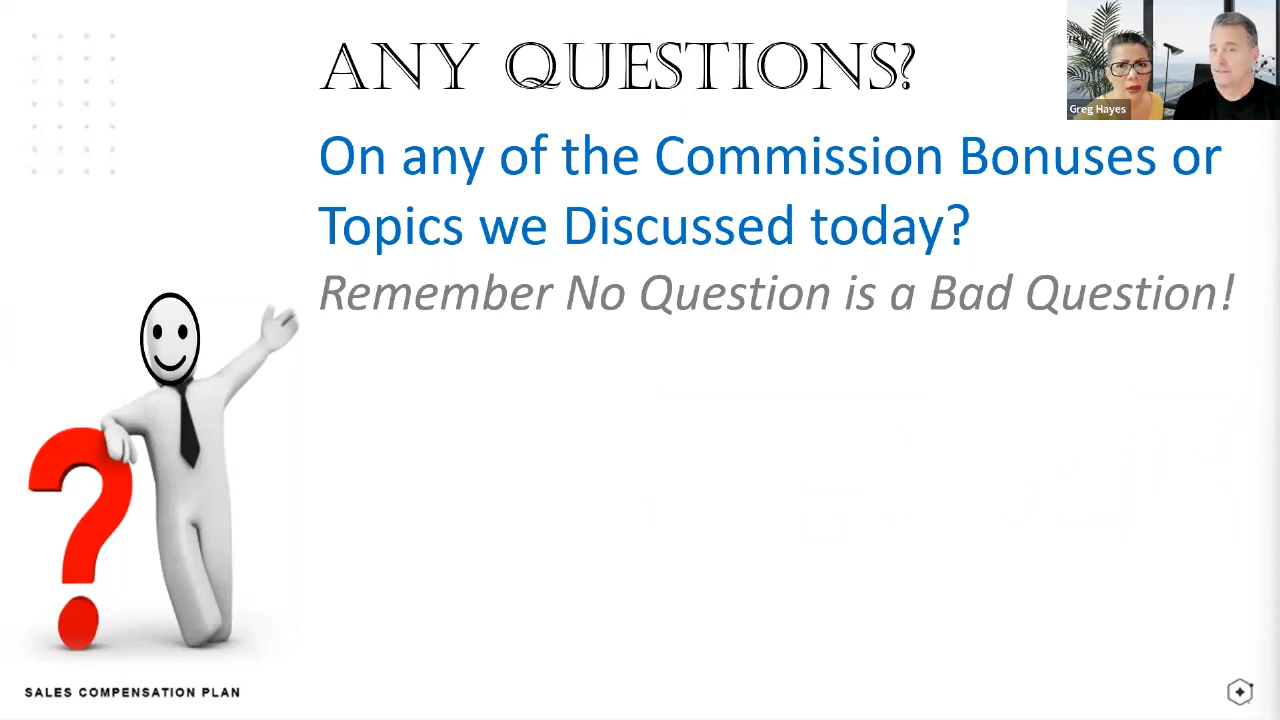 ANY QUESTIONS?
Greg Hayes
On any of the Commission Bonuses or
Topics we Discussed today?
Remember No Question is a Bad Question!
SALES COMPENSATION PLAN